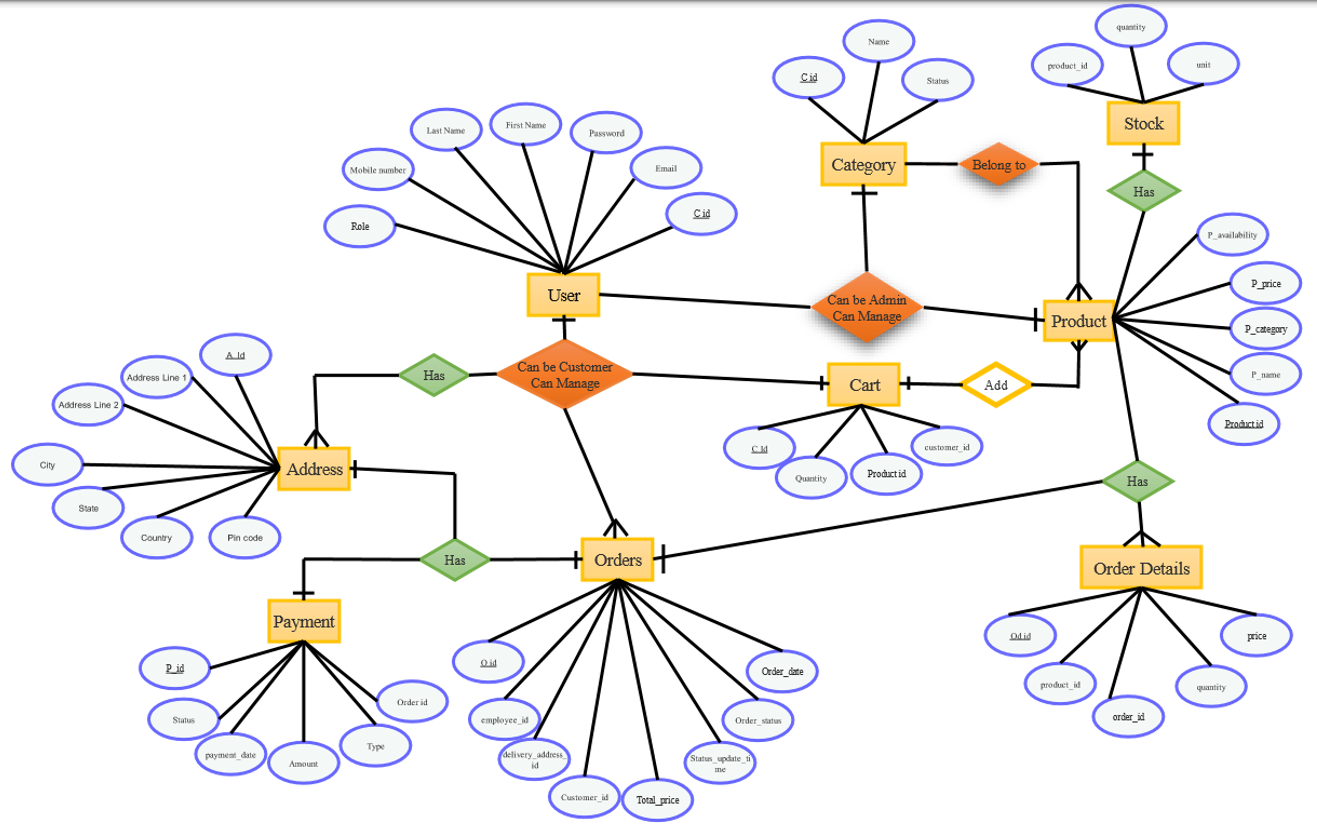 quantity
product_id
unit
Stock
Has
Name
C id
Status
Category
Belong to
Last Name
First Name
Password
Mobile number
Email
Role
C id
User
Can be Admin
Can Manage
P_availability
P_price
P_category
P_name
Product id
Product
Can be Customer
Can Manage
Has
Cart
Add
C Id
Quantity
Product id
customer_id
A_Id
Address Line 1
Address Line 2
City
State
Country
Pin code
Address
Has
Orders
Has
Order Details
Payment
P_id
Status
payment_date
Amount
Type
Order id
O id
employee_id
delivery_address_
id
Customer_id
Total_price
Status_update_ti
me
Order_status
Order_date
Od id
product_id
order_id
quantity
price